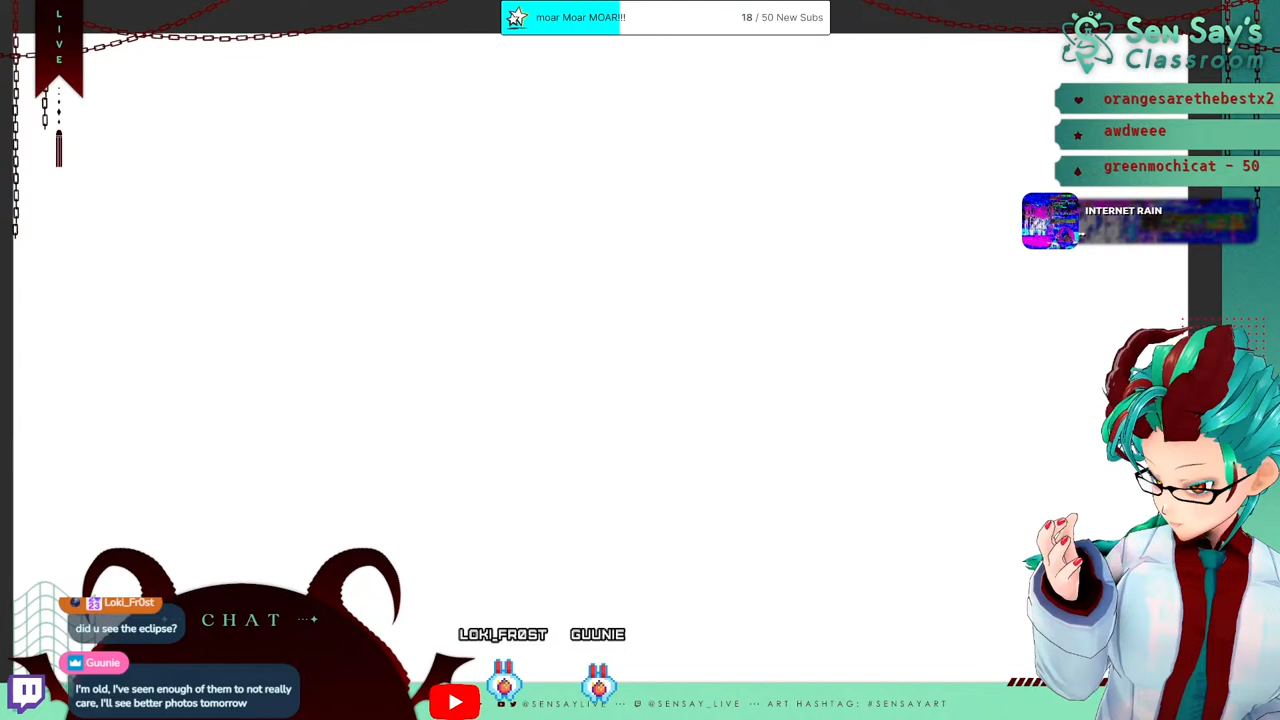 LIVE
moar Moar MOAR!!! 18 / 50 New Subs
Sen Say's
Classroom
orangesarethebestx2
awdweee
greenmochicat - 50
INTERNET RAIN
CHAT
23 Loki_Fr0st
did u see the eclipse?
Guunie
I'm old, I've seen enough of them to not really
care, I'll see better photos tomorrow
LOKI_FR0ST GUUNIE
@SENSAYLIVE ··· @SENSAY_LIVE ··· ART HASHTAG: #SENSAYART